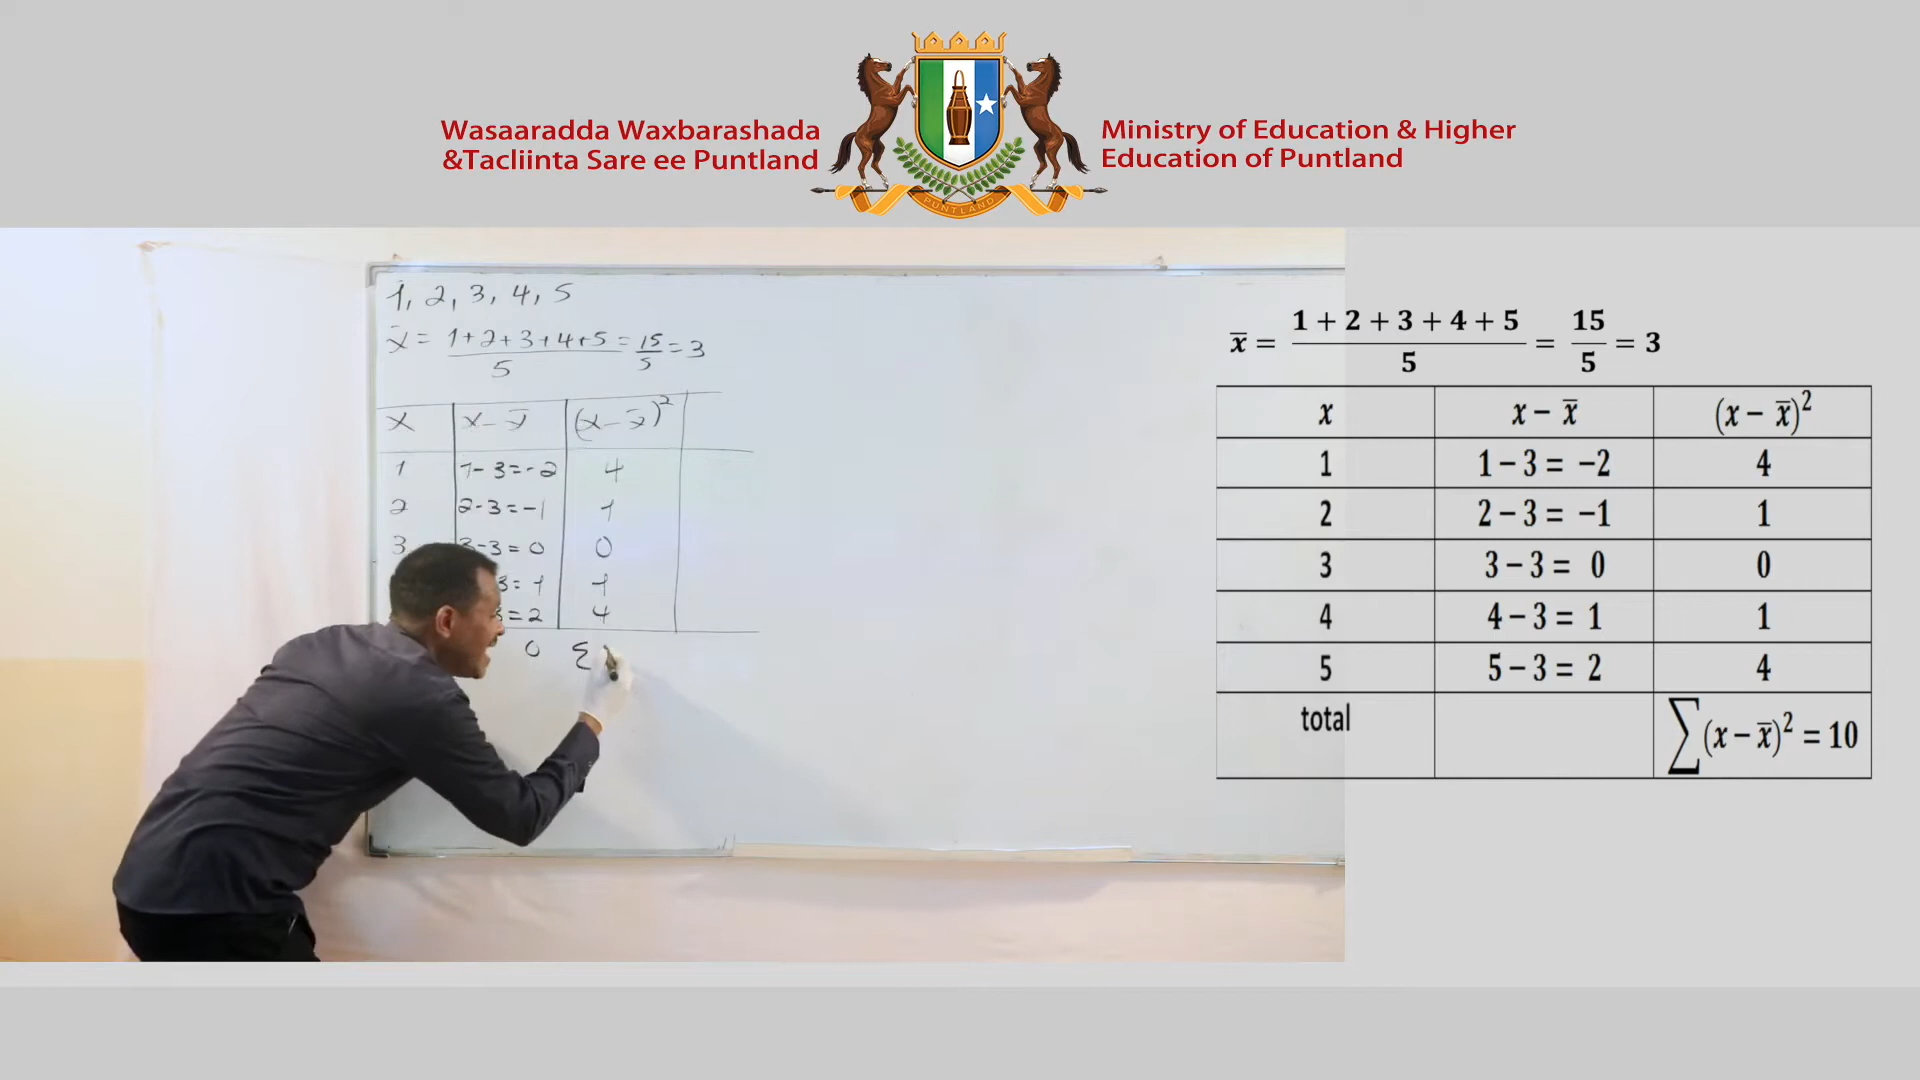 Wasaaradda Waxbarashada
&Tacliinta Sare ee Puntland
PUNTLAND
Ministry of Education & Higher
Education of Puntland
1, 2, 3, 4, 5
x̄ = (1+2+3+4+5)/5 = 15/5 = 3
x | x - x̄ | (x - x̄)²
1 | 1-3=-2 | 4
2 | 2-3=-1 | 1
3 | 3-3=0 | 0
3=1 | 1
3=2 | 4
0 Σ
x̄ = (1 + 2 + 3 + 4 + 5)/5 = 15/5 = 3
x | x − x̄ | (x − x̄)²
1 | 1 − 3 = −2 | 4
2 | 2 − 3 = −1 | 1
3 | 3 − 3 = 0 | 0
4 | 4 − 3 = 1 | 1
5 | 5 − 3 = 2 | 4
total | | ∑(x − x̄)² = 10